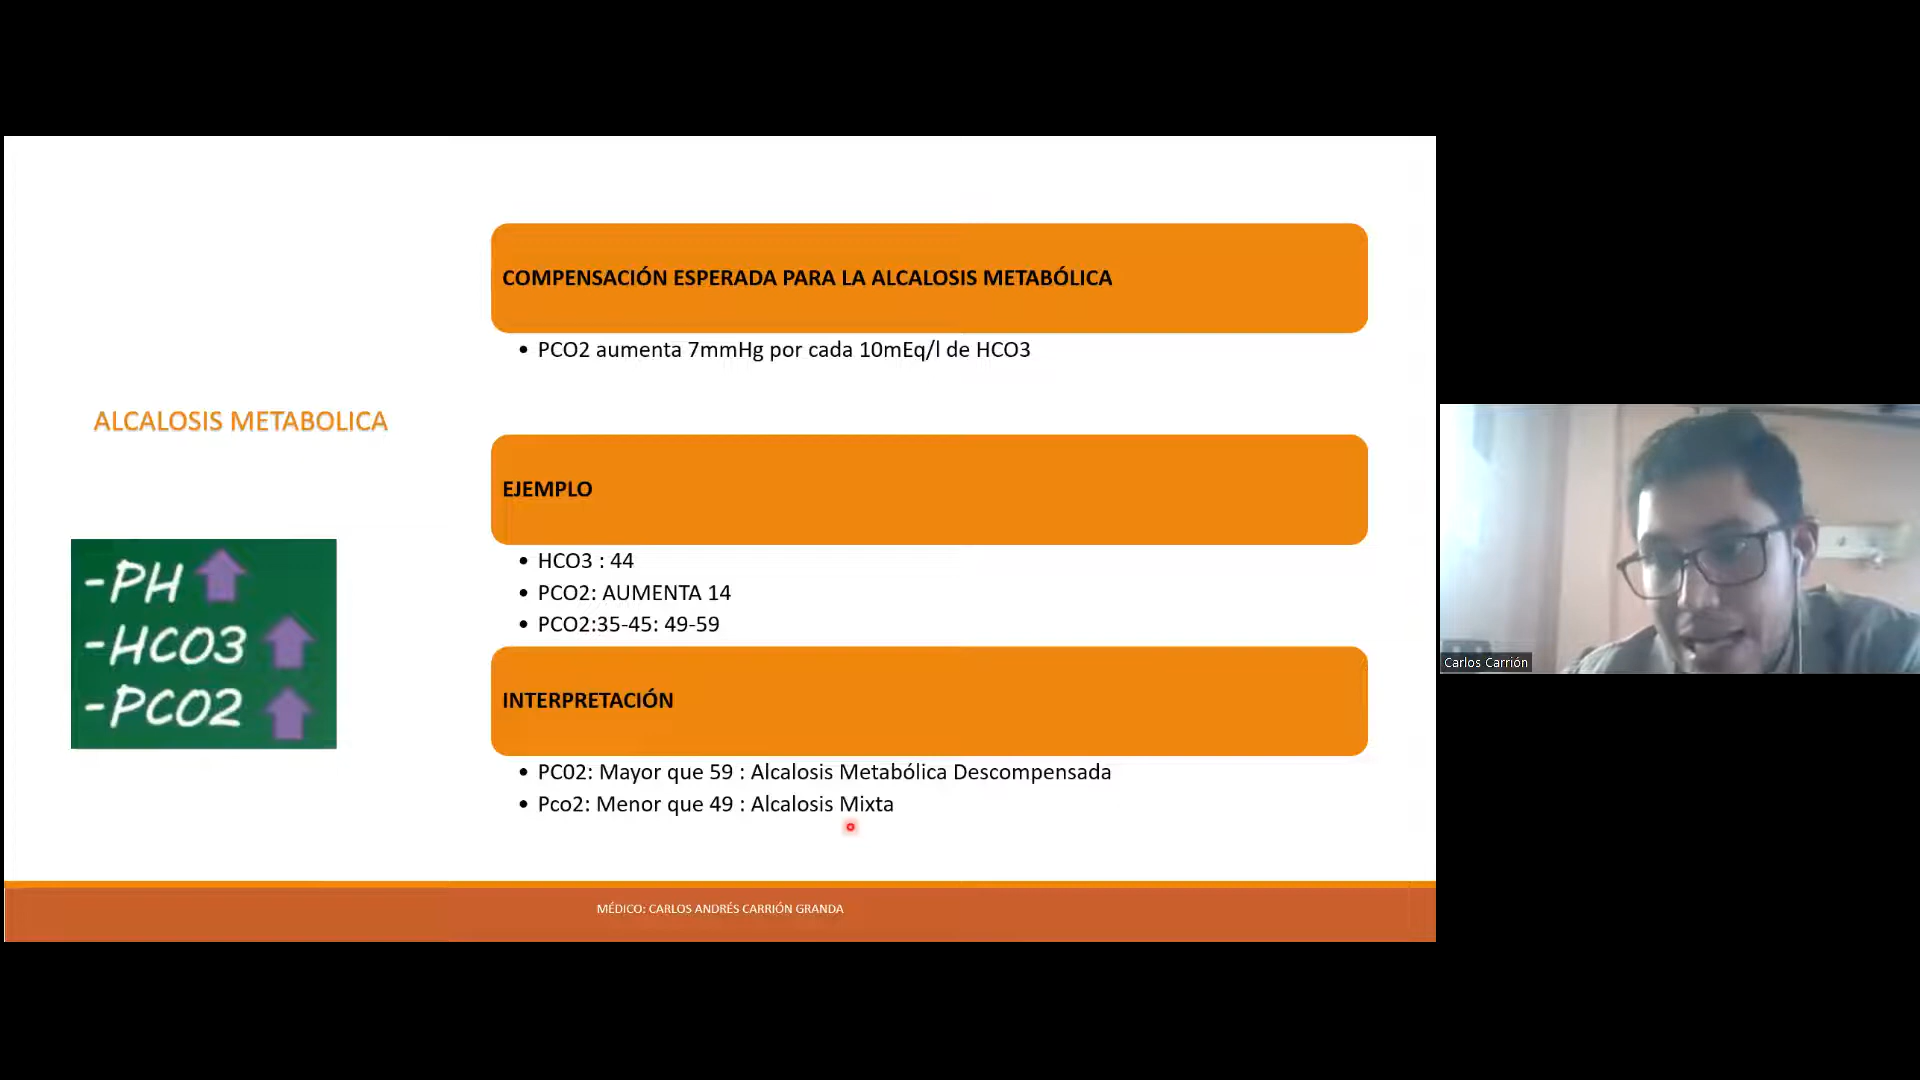 COMPENSACIÓN ESPERADA PARA LA ALCALOSIS METABÓLICA
• PCO2 aumenta 7mmHg por cada 10mEq/l de HCO3
ALCALOSIS METABOLICA
EJEMPLO
• HCO3 : 44
• PCO2: AUMENTA 14
• PCO2:35-45: 49-59
-PH
-HCO3
-PCO2
INTERPRETACIÓN
• PC02: Mayor que 59 : Alcalosis Metabólica Descompensada
• Pco2: Menor que 49 : Alcalosis Mixta
MÉDICO: CARLOS ANDRÉS CARRIÓN GRANDA
Carlos Carrión